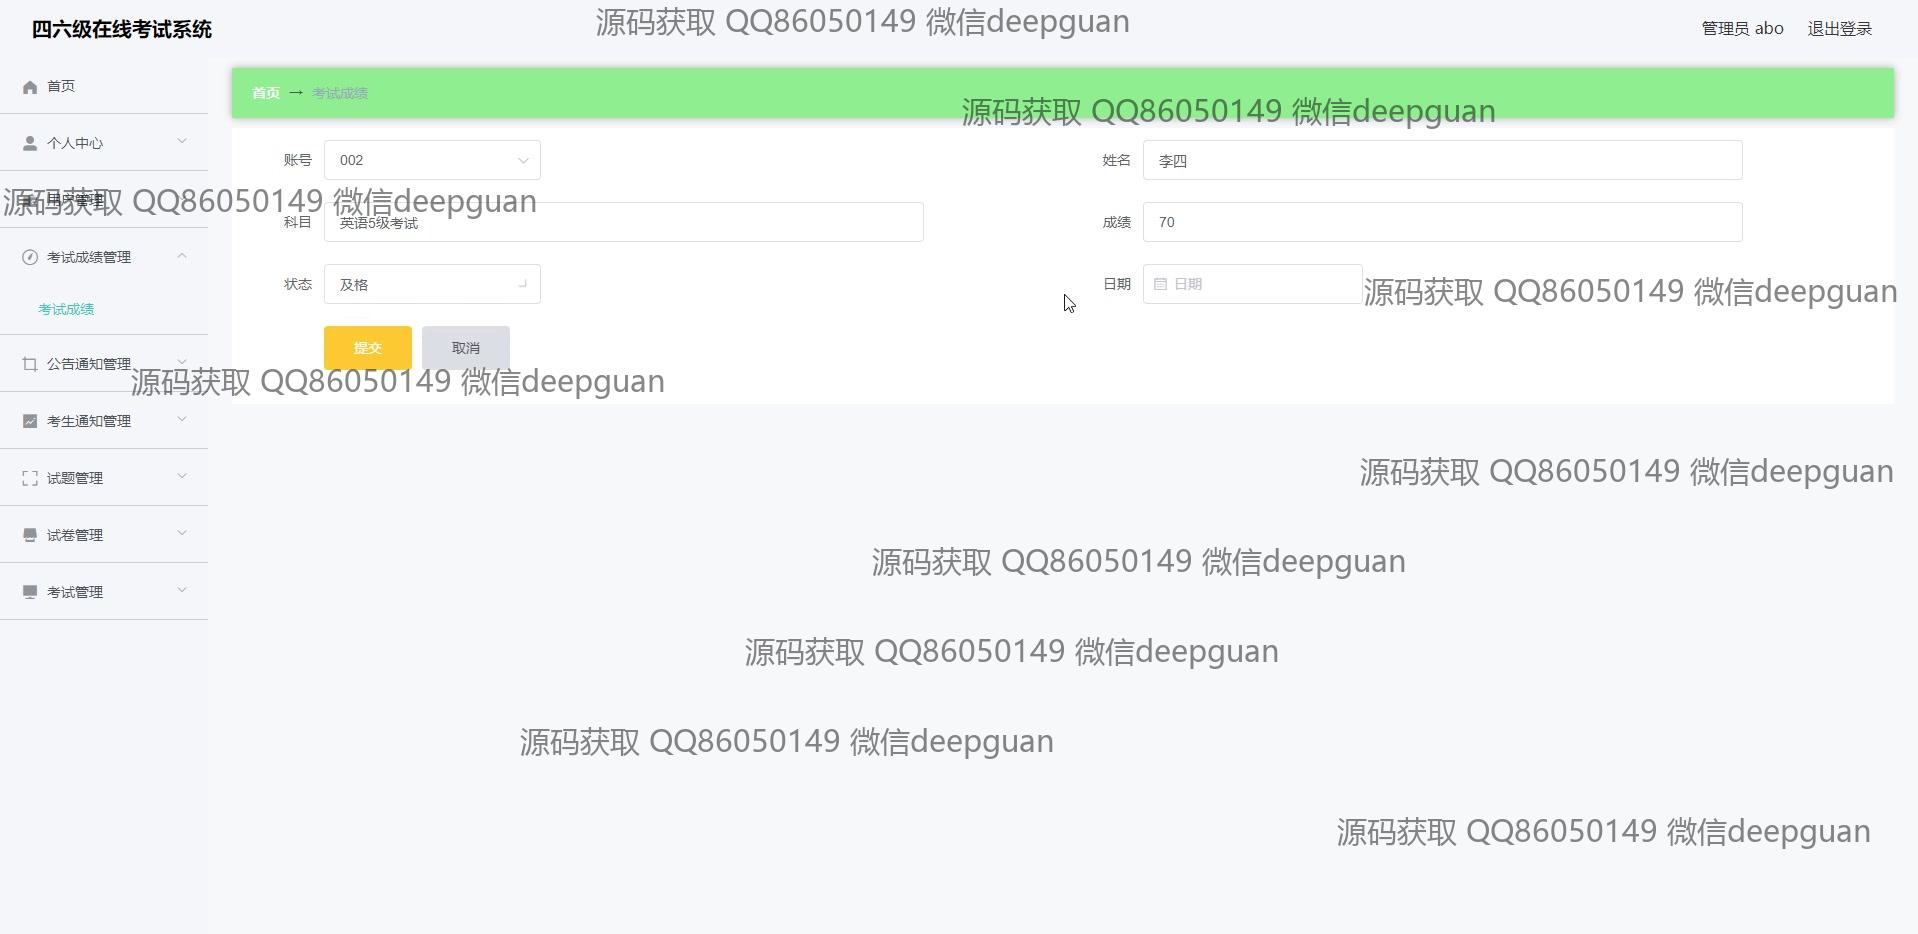 四六级在线考试系统
源码获取 QQ86050149 微信deepguan
管理员 abo 退出登录
首页
首页 → 考试成绩
源码获取 QQ86050149 微信deepguan
个人中心
账号 002
姓名 李四
用户管理
源码获取 QQ86050149 微信deepguan
科目 英语5级考试
成绩 70
考试成绩管理
状态 及格
日期 日期
源码获取 QQ86050149 微信deepguan
考试成绩
提交 取消
公告通知管理
源码获取 QQ86050149 微信deepguan
考生通知管理
试题管理
源码获取 QQ86050149 微信deepguan
试卷管理
源码获取 QQ86050149 微信deepguan
考试管理
源码获取 QQ86050149 微信deepguan
源码获取 QQ86050149 微信deepguan
源码获取 QQ86050149 微信deepguan